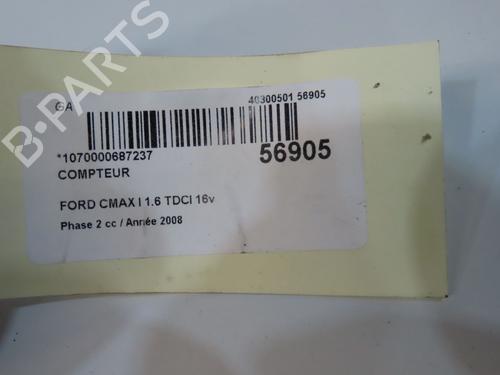 GA 40300501 56905
*1070000687237 56905
COMPTEUR
FORD CMAX I 1.6 TDCI 16v
Phase 2 cc / Année 2008
B-PARTS